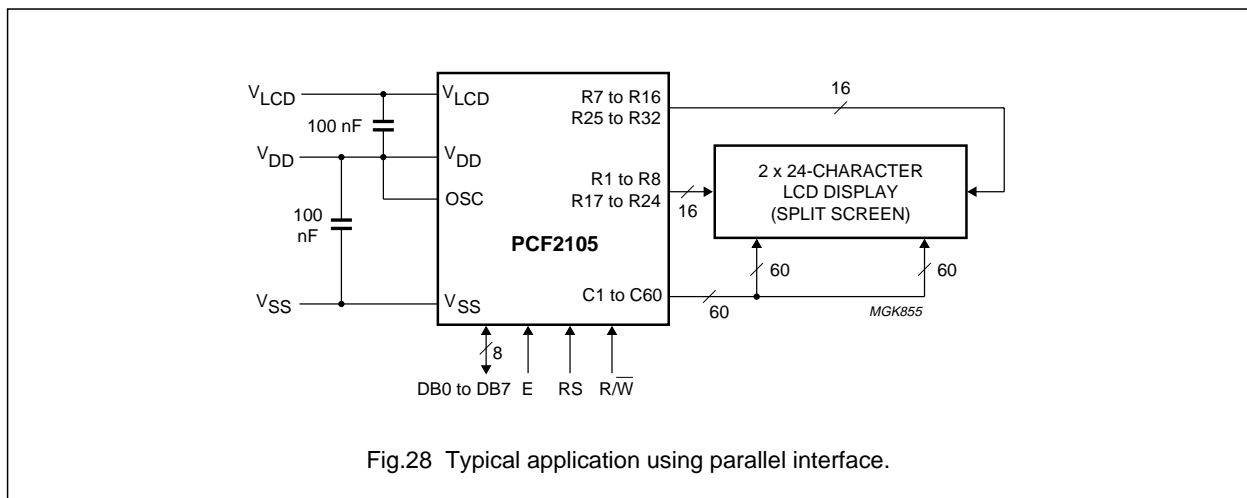 VLCD
VLCD
100 nF
VDD
VDD
OSC
100
nF
VSS
VSS
PCF2105
R7 to R16
R25 to R32
16
R1 to R8
R17 to R24
16
2 x 24-CHARACTER
LCD DISPLAY
(SPLIT SCREEN)
60
60
C1 to C60
60
MGK855
8
DB0 to DB7
E
RS
R/W̅
Fig.28 Typical application using parallel interface.